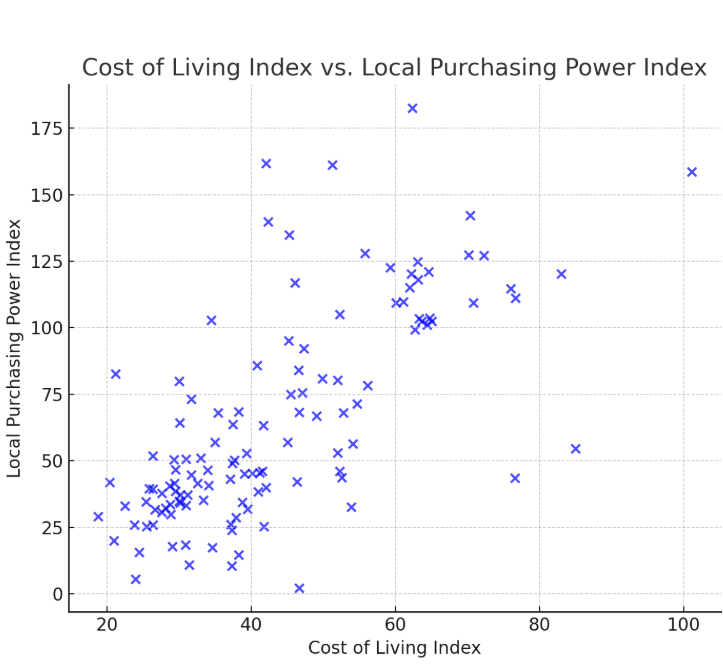 Cost of Living Index vs. Local Purchasing Power Index
Local Purchasing Power Index
175
150
125
100
75
50
25
0
20 40 60 80 100
Cost of Living Index